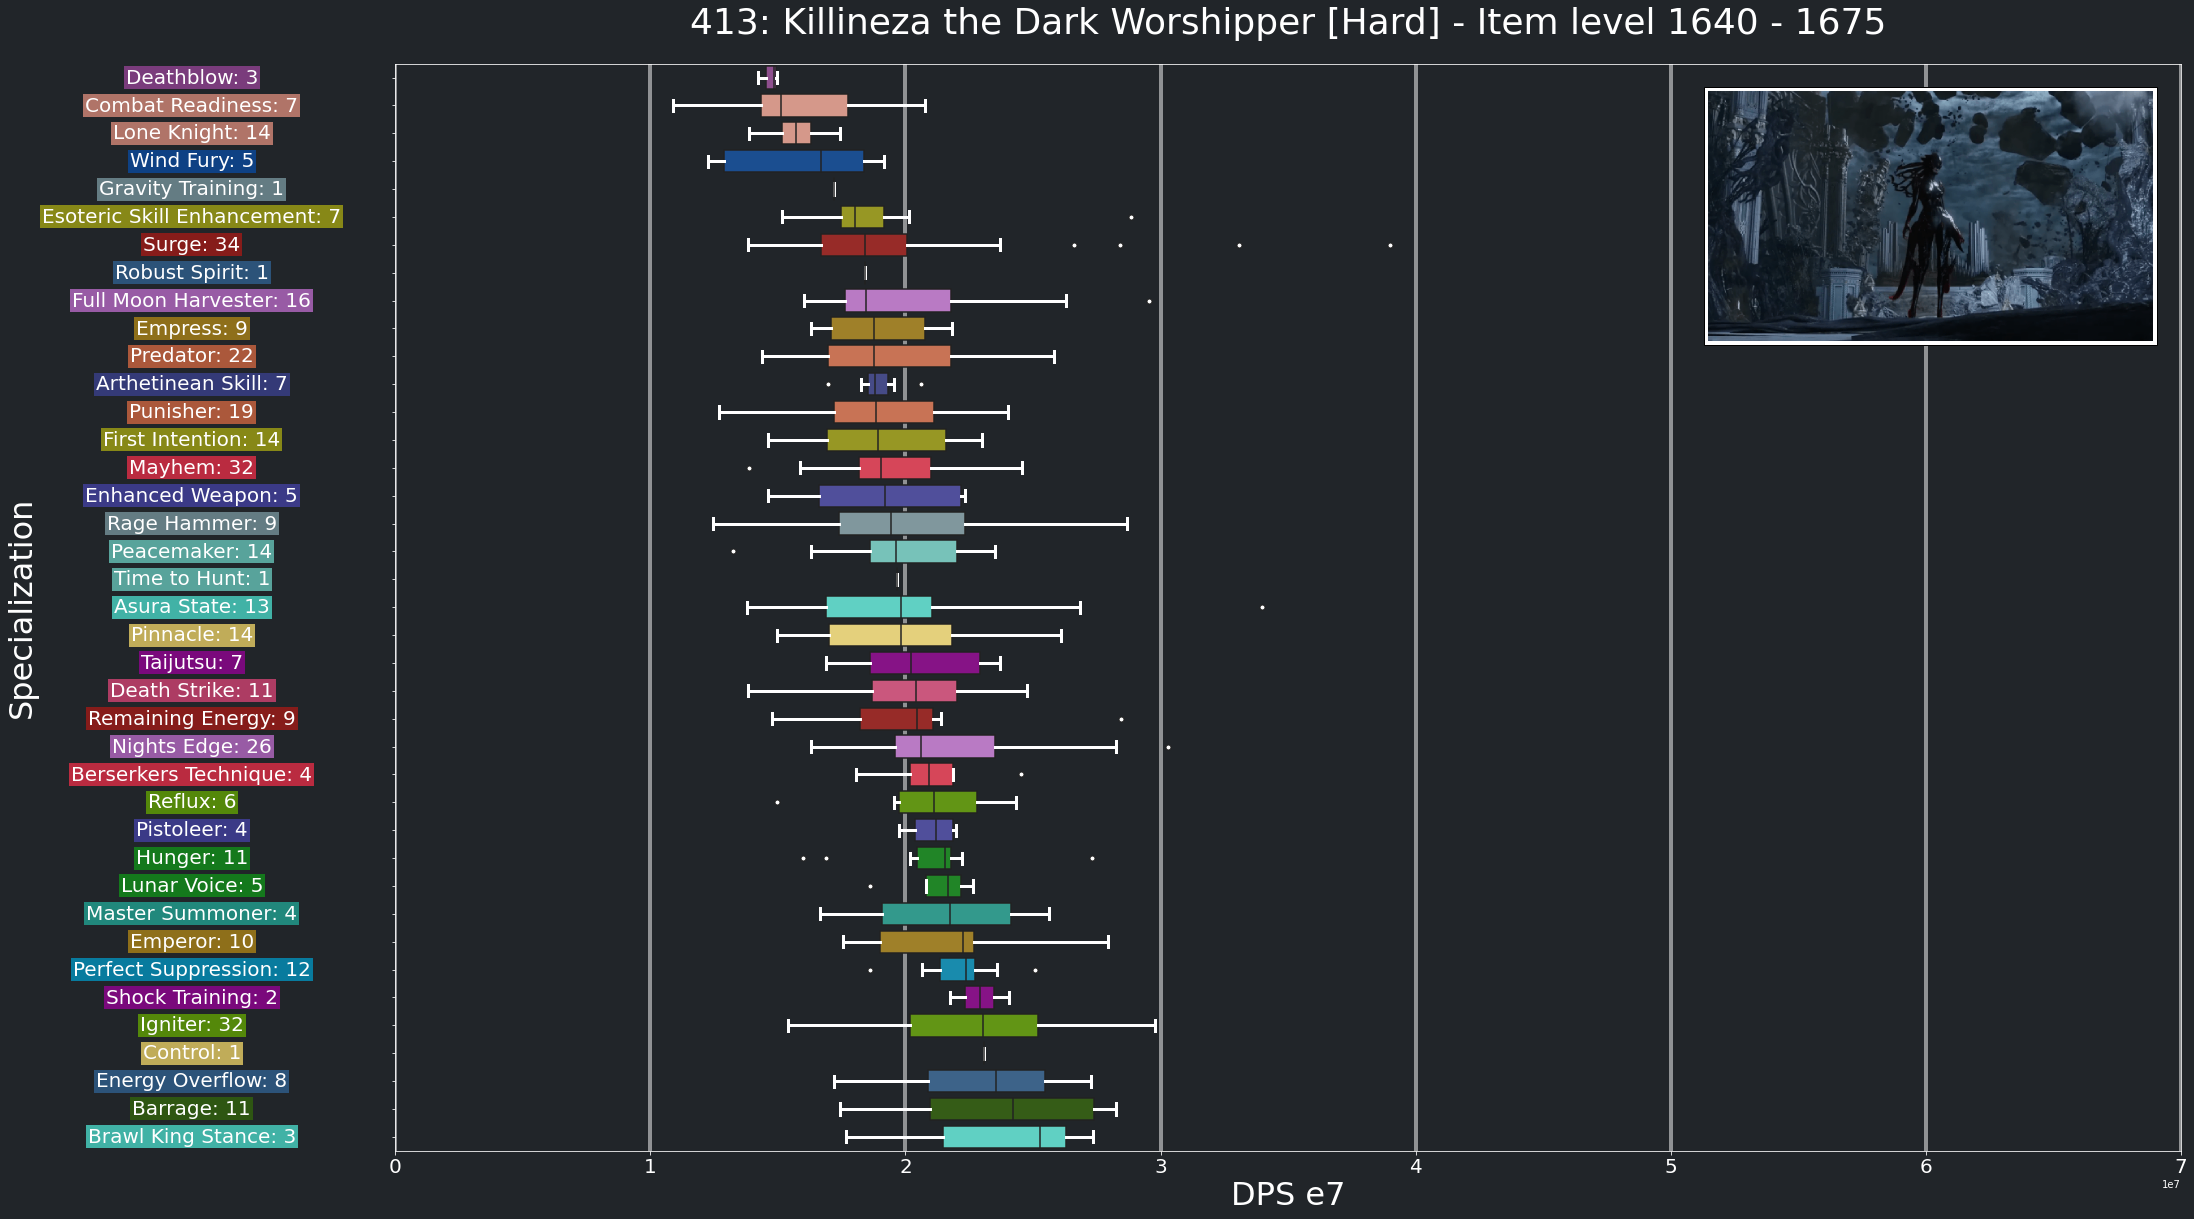 413: Killineza the Dark Worshipper [Hard] - Item level 1640 - 1675
Specialization
Deathblow: 3
Combat Readiness: 7
Lone Knight: 14
Wind Fury: 5
Gravity Training: 1
Esoteric Skill Enhancement: 7
Surge: 34
Robust Spirit: 1
Full Moon Harvester: 16
Empress: 9
Predator: 22
Arthetinean Skill: 7
Punisher: 19
First Intention: 14
Mayhem: 32
Enhanced Weapon: 5
Rage Hammer: 9
Peacemaker: 14
Time to Hunt: 1
Asura State: 13
Pinnacle: 14
Taijutsu: 7
Death Strike: 11
Remaining Energy: 9
Nights Edge: 26
Berserkers Technique: 4
Reflux: 6
Pistoleer: 4
Hunger: 11
Lunar Voice: 5
Master Summoner: 4
Emperor: 10
Perfect Suppression: 12
Shock Training: 2
Igniter: 32
Control: 1
Energy Overflow: 8
Barrage: 11
Brawl King Stance: 3
0 1 2 3 4 5 6 7
1e7
DPS e7